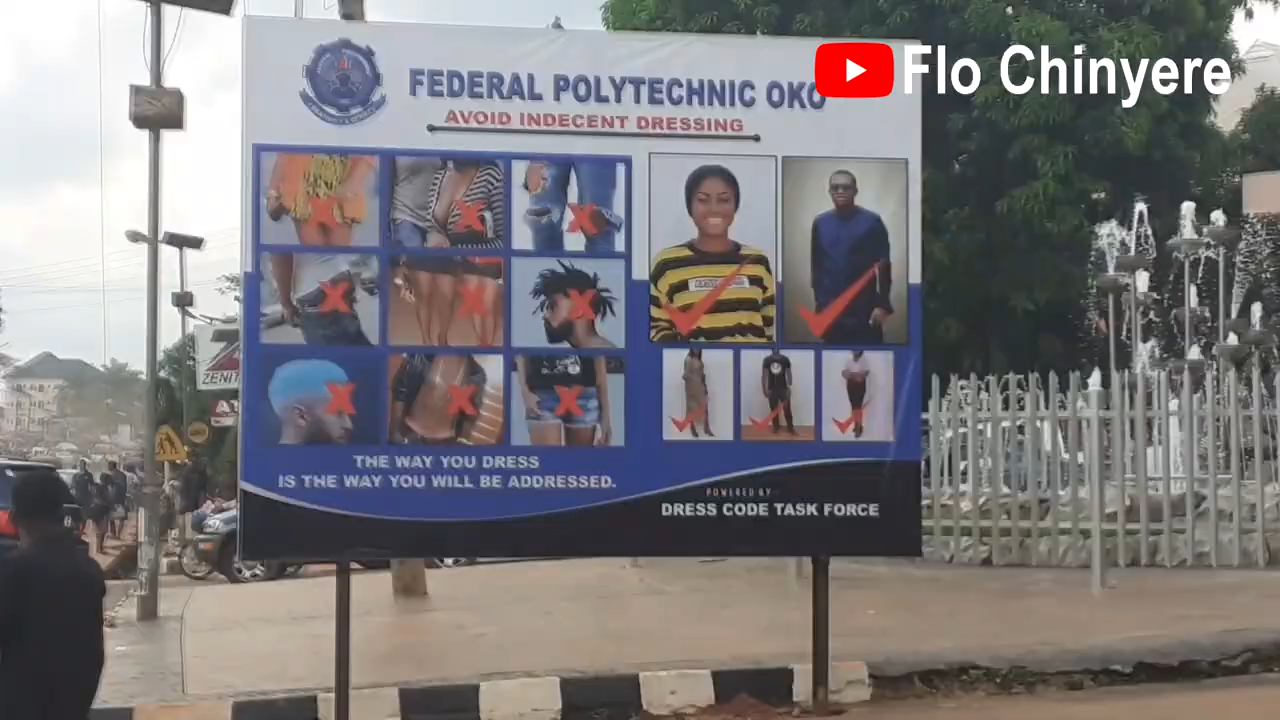 Flo Chinyere
FEDERAL POLYTECHNIC OKO
AVOID INDECENT DRESSING
THE WAY YOU DRESS
IS THE WAY YOU WILL BE ADDRESSED.
POWERED BY
DRESS CODE TASK FORCE
ZENIT